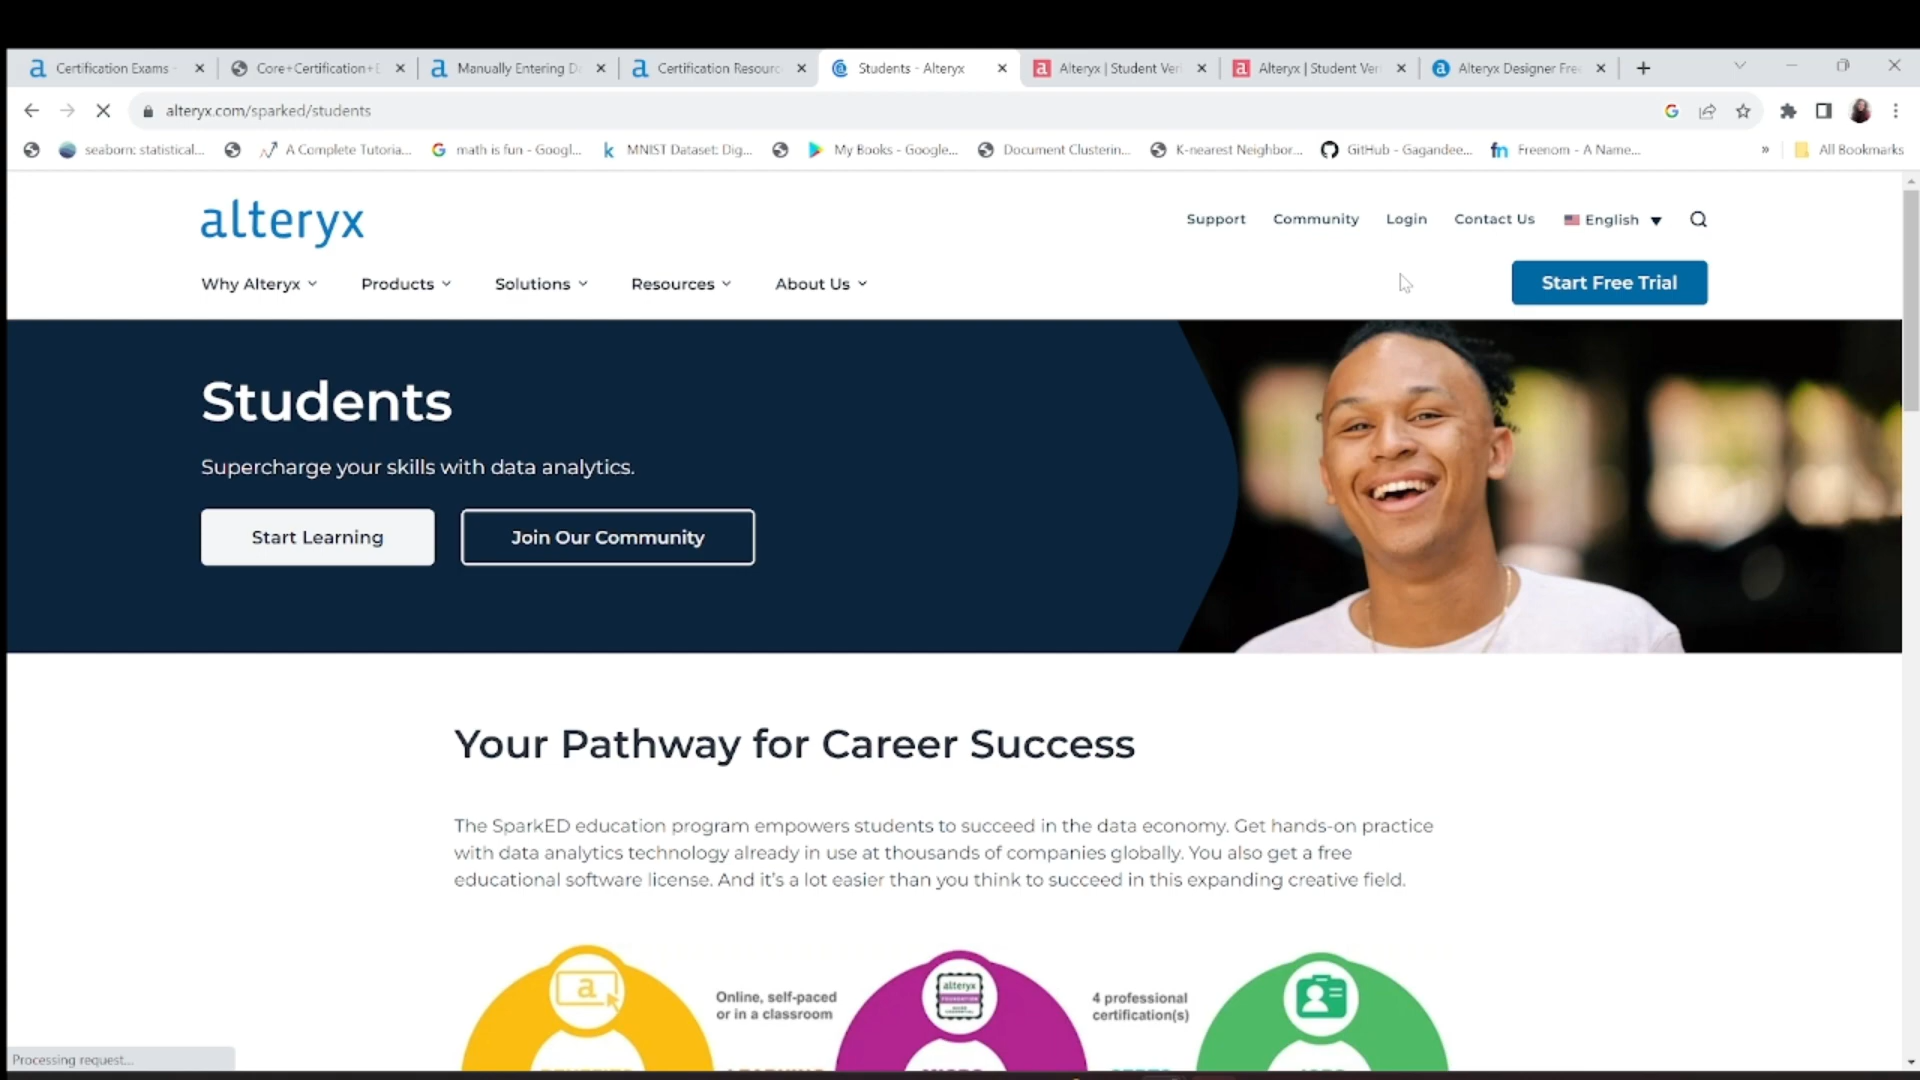 Certification Exams
Core+Certification+E
Manually Entering D
Certification Resourc
Students - Alteryx
Alteryx | Student Veri
Alteryx | Student Veri
Alteryx Designer Free
alteryx.com/sparked/students
seaborn: statistical...
A Complete Tutoria...
math is fun - Googl...
MNIST Dataset: Dig...
My Books - Google...
Document Clusterin...
K-nearest Neighbor...
GitHub - Gagandee...
Freenom - A Name...
»
All Bookmarks
alteryx
Support Community Login Contact Us English
Why Alteryx Products Solutions Resources About Us
Start Free Trial
Students
Supercharge your skills with data analytics.
Start Learning
Join Our Community
Your Pathway for Career Success
The SparkED education program empowers students to succeed in the data economy. Get hands-on practice
with data analytics technology already in use at thousands of companies globally. You also get a free
educational software license. And it's a lot easier than you think to succeed in this expanding creative field.
a
Online, self-paced
or in a classroom
alteryx
FOUNDATION
4 professional
certification(s)
Processing request...